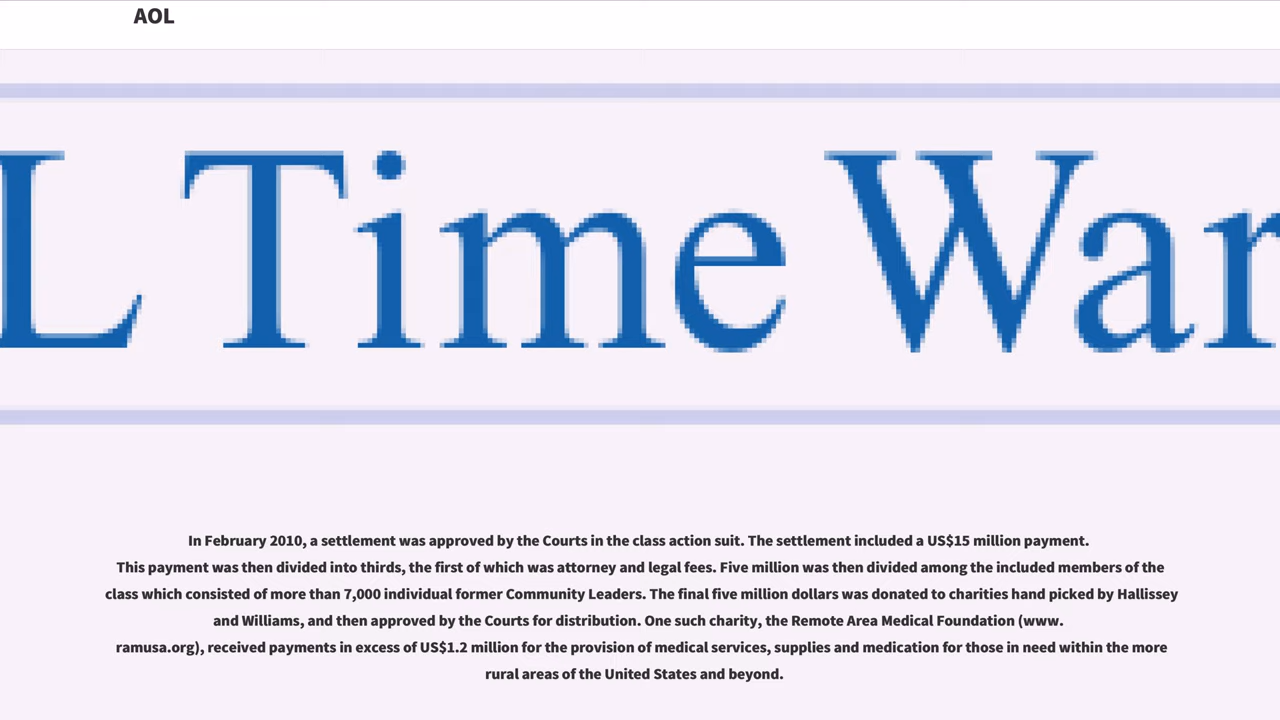 AOL
L Time War
In February 2010, a settlement was approved by the Courts in the class action suit. The settlement included a US$15 million payment.
This payment was then divided into thirds, the first of which was attorney and legal fees. Five million was then divided among the included members of the
class which consisted of more than 7,000 individual former Community Leaders. The final five million dollars was donated to charities hand picked by Hallissey
and Williams, and then approved by the Courts for distribution. One such charity, the Remote Area Medical Foundation (www.
ramusa.org), received payments in excess of US$1.2 million for the provision of medical services, supplies and medication for those in need within the more
rural areas of the United States and beyond.